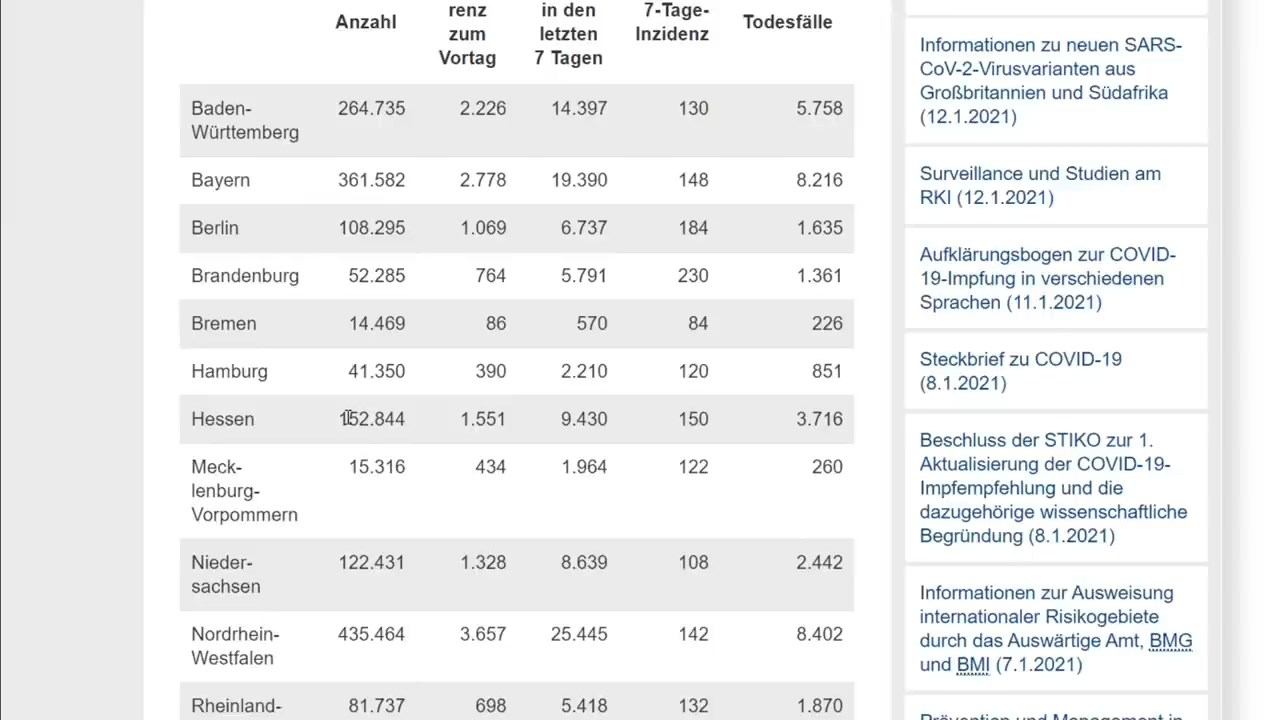 Anzahl
renz
zum
Vortag
in den
letzten
7 Tagen
7-Tage-
Inzidenz
Todesfälle
Baden-
Württemberg
264.735 2.226 14.397 130 5.758
Bayern 361.582 2.778 19.390 148 8.216
Berlin 108.295 1.069 6.737 184 1.635
Brandenburg 52.285 764 5.791 230 1.361
Bremen 14.469 86 570 84 226
Hamburg 41.350 390 2.210 120 851
Hessen 152.844 1.551 9.430 150 3.716
Meck-
lenburg-
Vorpommern
15.316 434 1.964 122 260
Nieder-
sachsen
122.431 1.328 8.639 108 2.442
Nordrhein-
Westfalen
435.464 3.657 25.445 142 8.402
Rheinland- 81.737 698 5.418 132 1.870
Informationen zu neuen SARS-
CoV-2-Virusvarianten aus
Großbritannien und Südafrika
(12.1.2021)
Surveillance und Studien am
RKI (12.1.2021)
Aufklärungsbogen zur COVID-
19-Impfung in verschiedenen
Sprachen (11.1.2021)
Steckbrief zu COVID-19
(8.1.2021)
Beschluss der STIKO zur 1.
Aktualisierung der COVID-19-
Impfempfehlung und die
dazugehörige wissenschaftliche
Begründung (8.1.2021)
Informationen zur Ausweisung
internationaler Risikogebiete
durch das Auswärtige Amt, BMG
und BMI (7.1.2021)
Prävention und Management in